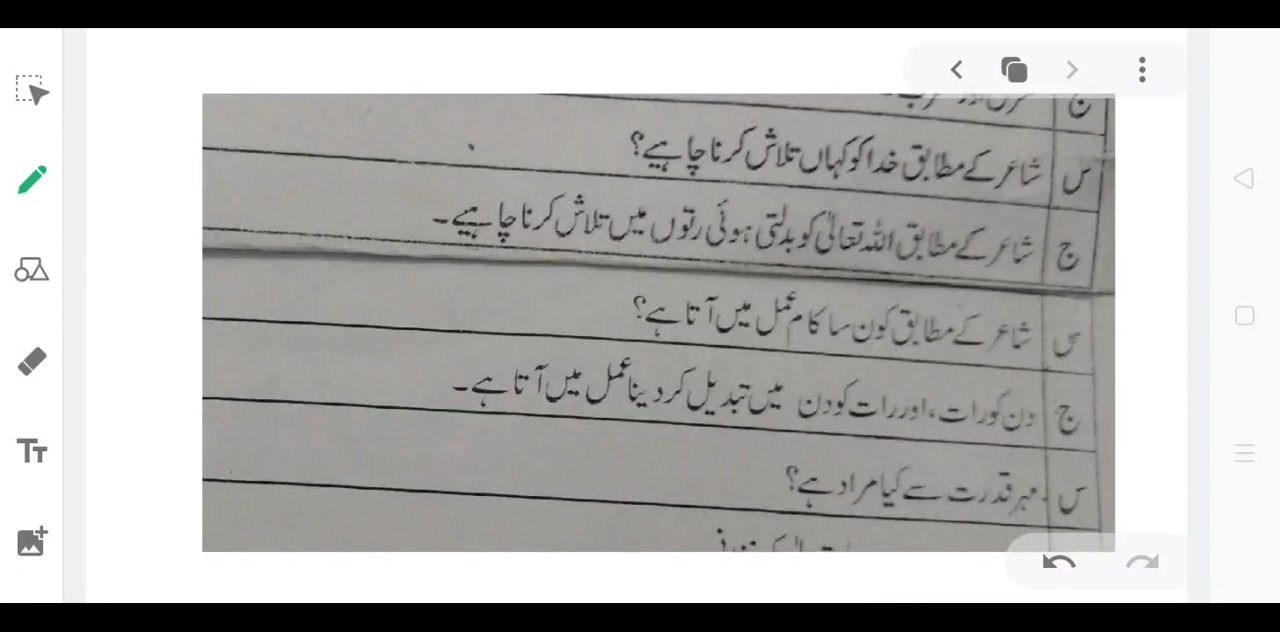 س شاعر کے مطابق خدا کو کہاں تلاش کرنا چاہیے؟
ج شاعر کے مطابق اللہ تعالیٰ کو بدلتی ہوئی رتوں میں تلاش کرنا چاہیے۔
س شاعر کے مطابق کون سا کام عمل میں آتا ہے؟
ج دن کو رات، اور رات کو دن میں تبدیل کر دینا عمل میں آتا ہے۔
س مہر قدرت سے کیا مراد ہے؟